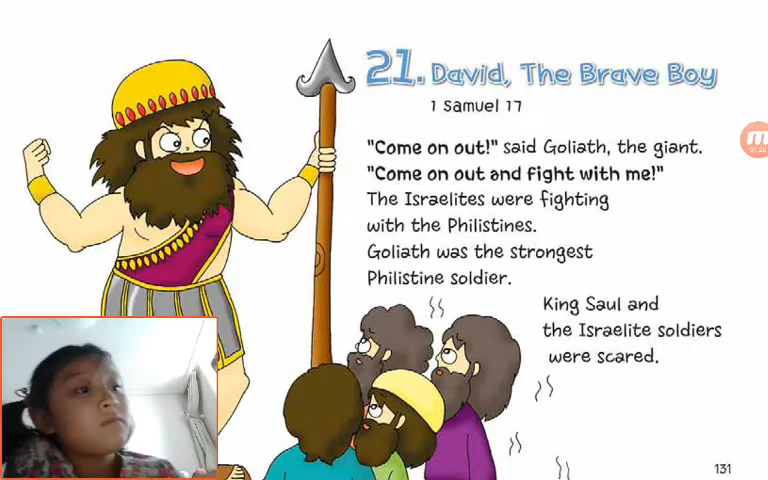 21. David, The Brave Boy
1 Samuel 17
"Come on out!" said Goliath, the giant.
"Come on out and fight with me!"
The Israelites were fighting
with the Philistines.
Goliath was the strongest
Philistine soldier.
King Saul and
the Israelite soldiers
were scared.
131
M
01:28